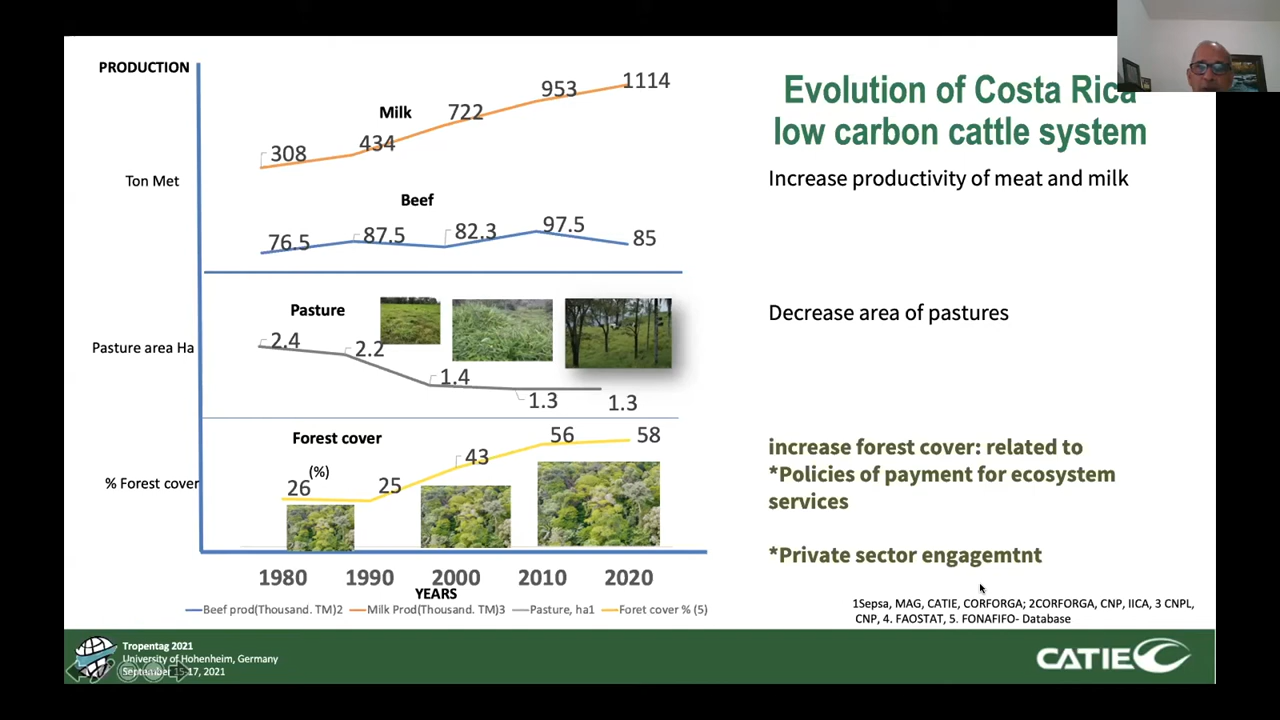 PRODUCTION
Milk
308
434
722
953
1114
Ton Met
Beef
76.5
87.5
82.3
97.5
85
Pasture
Pasture area Ha
2.4
2.2
1.4
1.3
1.3
Forest cover
(%)
% Forest cover
26
25
43
56
58
1980 1990 2000 2010 2020
YEARS
Beef prod(Thousand. TM)2 Milk Prod(Thousand. TM)3 Pasture, ha1 Foret cover % (5)
Evolution of Costa Rica
low carbon cattle system
Increase productivity of meat and milk
Decrease area of pastures
increase forest cover: related to
*Policies of payment for ecosystem
services
*Private sector engagemtnt
1Sepsa, MAG, CATIE, CORFORGA; 2CORFORGA, CNP, IICA, 3 CNPL,
CNP, 4. FAOSTAT, 5. FONAFIFO- Database
Tropentag 2021
University of Hohenheim, Germany
September 15-17, 2021
CATIE